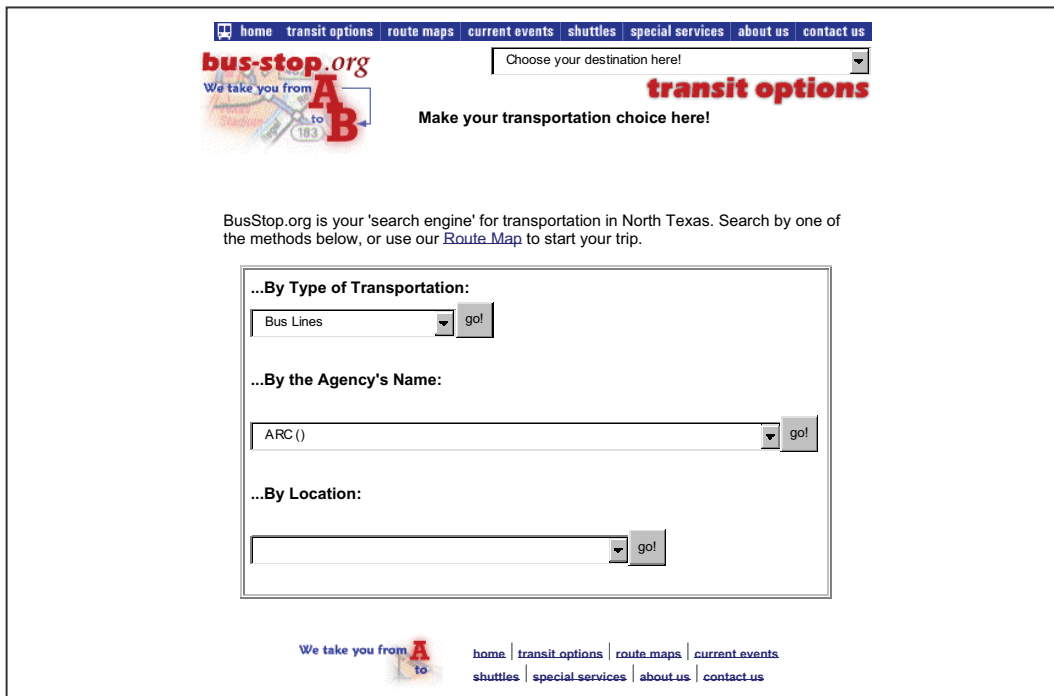 home transit options route maps current events shuttles special services about us contact us
bus-stop.org
Choose your destination here!
We take you from A
to B
transit options
Stadium
183
Make your transportation choice here!
BusStop.org is your 'search engine' for transportation in North Texas. Search by one of
the methods below, or use our Route Map to start your trip.
...By Type of Transportation:
Bus Lines go!
...By the Agency's Name:
ARC () go!
...By Location:
go!
We take you from A
to
home | transit options | route maps | current events
shuttles | special services | about us | contact us